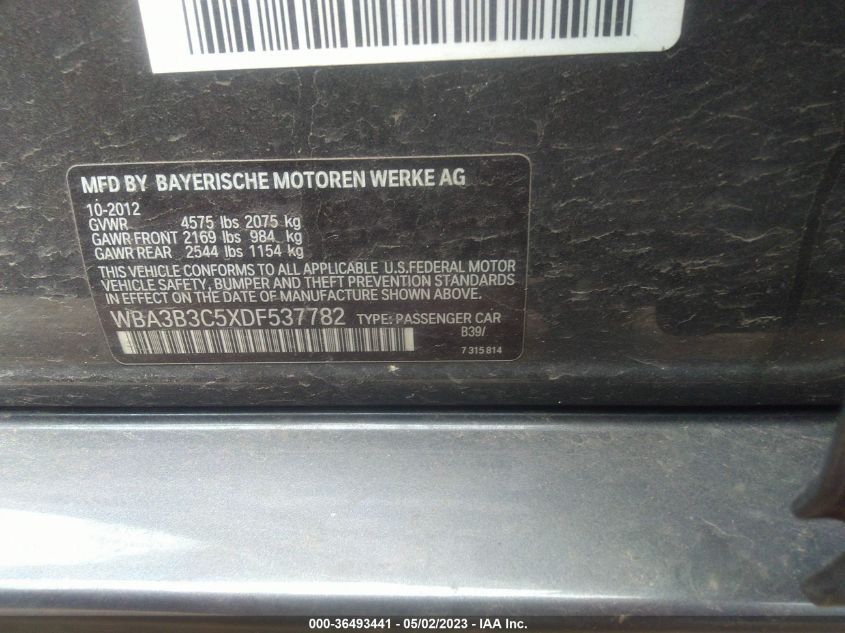 MFD BY BAYERISCHE MOTOREN WERKE AG
10-2012
GVWR 4575 lbs 2075 kg
GAWR FRONT 2169 lbs 984 kg
GAWR REAR 2544 lbs 1154 kg
THIS VEHICLE CONFORMS TO ALL APPLICABLE U.S.FEDERAL MOTOR
VEHICLE SAFETY, BUMPER AND THEFT PREVENTION STANDARDS
IN EFFECT ON THE DATE OF MANUFACTURE SHOWN ABOVE.
WBA3B3C5XDF537782 TYPE: PASSENGER CAR
B39/
7 315 814
000-36493441 - 05/02/2023 - IAA Inc.